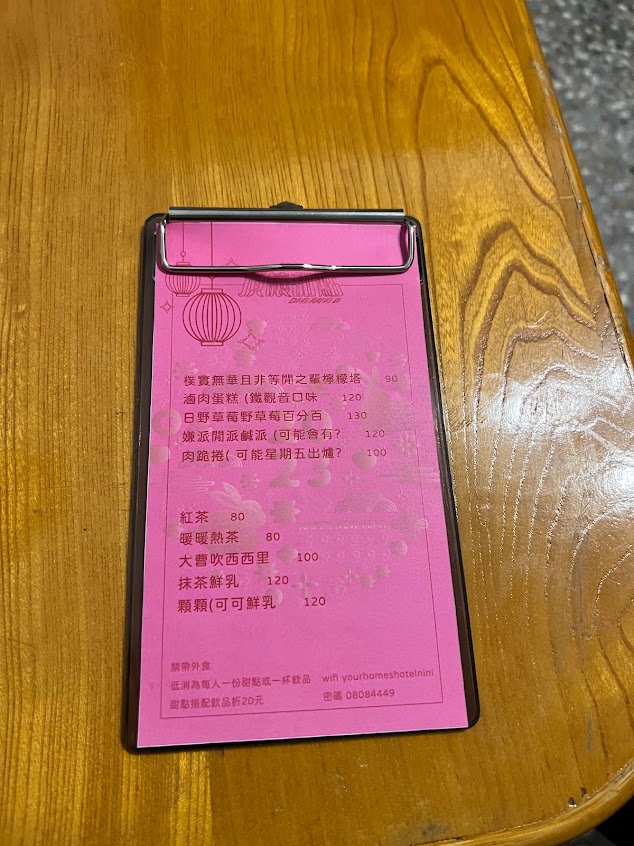 樸實無華且非等閒之輩檸檬塔 90
滷肉蛋糕 (鐵觀音口味 120
日野草莓野草莓百分百 130
嫌派閒派鹹派 (可能會有? 120
肉跪捲( 可能星期五出爐? 100
紅茶 80
暖暖熱茶 80
大曹吹西西里 100
抹茶鮮乳 120
顆顆(可可鮮乳 120
禁帶外食
低消為每人一份甜點或一杯飲品
甜點搭配飲品折20元
wifi yourhomeshotelnini
密碼 08084449